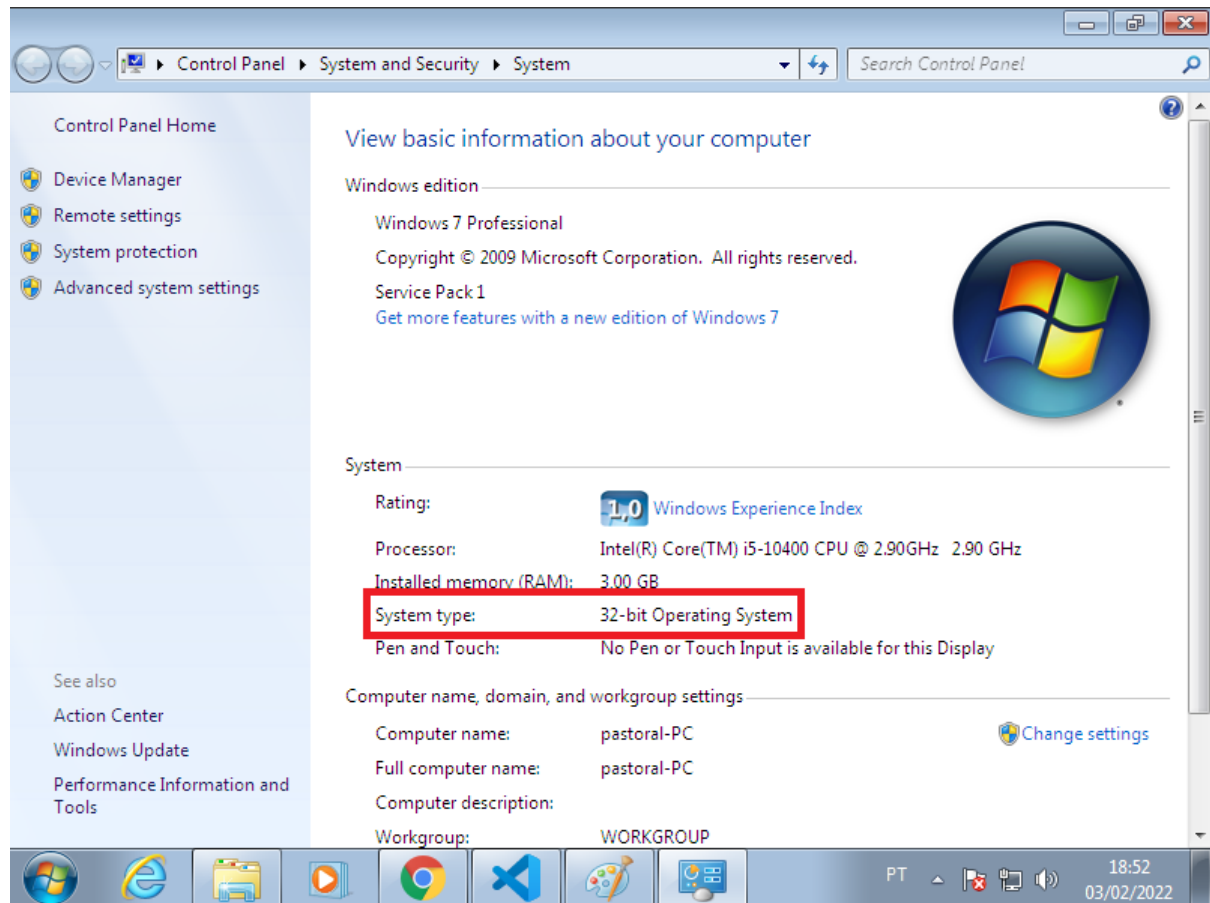 Control Panel ▸ System and Security ▸ System
Search Control Panel
Control Panel Home
Device Manager
Remote settings
System protection
Advanced system settings
See also
Action Center
Windows Update
Performance Information and
Tools
View basic information about your computer
Windows edition
Windows 7 Professional
Copyright © 2009 Microsoft Corporation. All rights reserved.
Service Pack 1
Get more features with a new edition of Windows 7
System
Rating: 1,0 Windows Experience Index
Processor: Intel(R) Core(TM) i5-10400 CPU @ 2.90GHz 2.90 GHz
Installed memory (RAM): 3.00 GB
System type: 32-bit Operating System
Pen and Touch: No Pen or Touch Input is available for this Display
Computer name, domain, and workgroup settings
Computer name: pastoral-PC Change settings
Full computer name: pastoral-PC
Computer description:
Workgroup: WORKGROUP
PT
18:52
03/02/2022